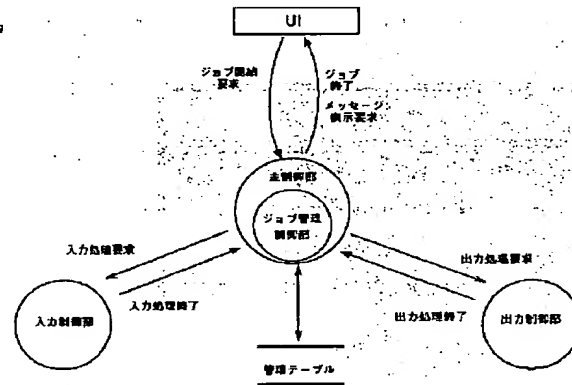 UI
ジョブ開始
要求
ジョブ
終了
メッセージ
表示要求
主制御部
ジョブ管理
制御部
入力処理要求
出力処理要求
入力処理終了
出力処理終了
入力制御部
出力制御部
管理テーブル